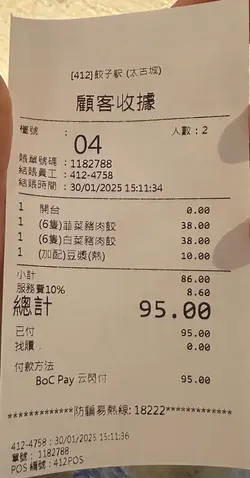 [412]餃子駅 (太古城)
顧客收據
檯號 : 04 人數: 2
賬單號碼 : 1182788
結賬員工 : 412-4758
結賬時間 : 30/01/2025 15:11:34
1 開台 0.00
1 (6隻)韮菜豬肉餃 38.00
1 (6隻)白菜豬肉餃 38.00
1 (加配)豆漿(熱) 10.00
小計 86.00
服務費10% 8.60
總計 95.00
已付 95.00
找贖 : 0.00
付款方法
BoC Pay 云閃付 95.00
************防騙易熱線: 18222************
412-4758 : 30/01/2025 15:11:36
單號: 1182788
POS 編號: 412POS